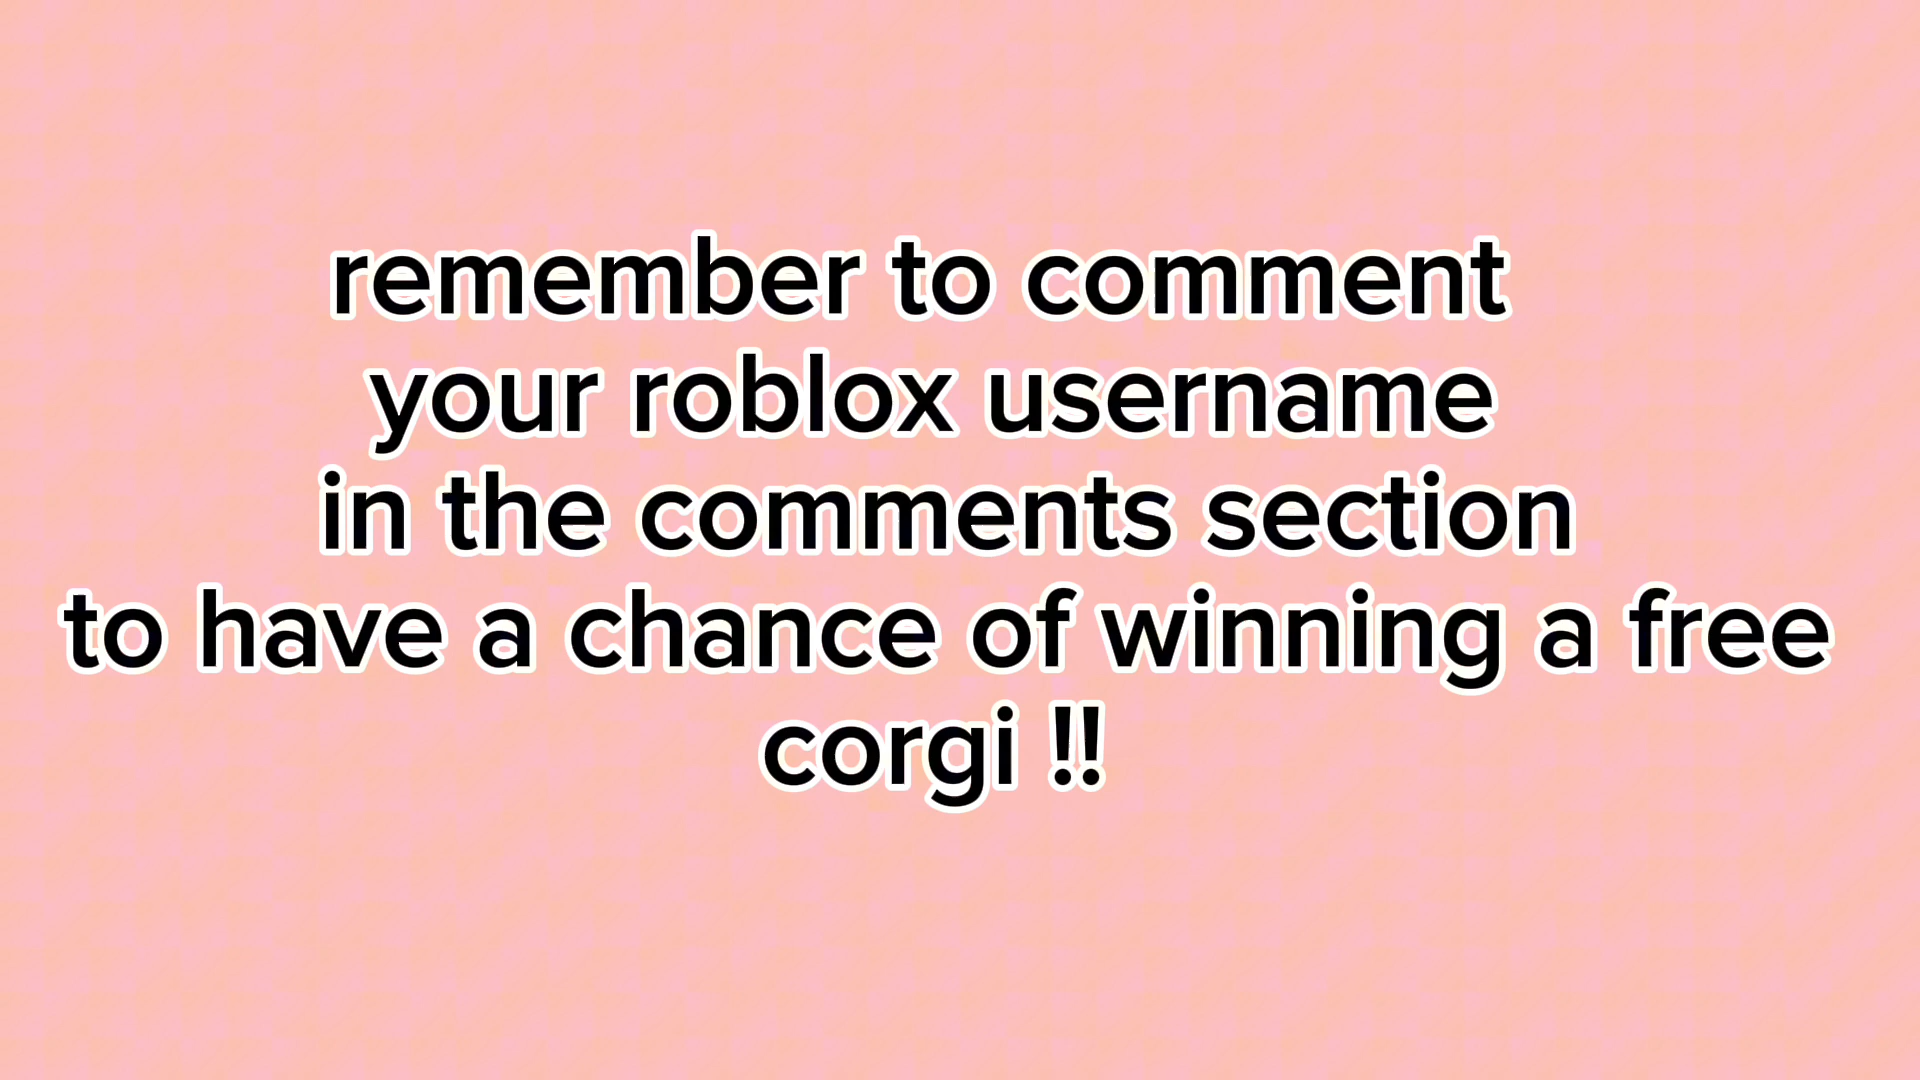 remember to comment
your roblox username
in the comments section
to have a chance of winning a free
corgi !!